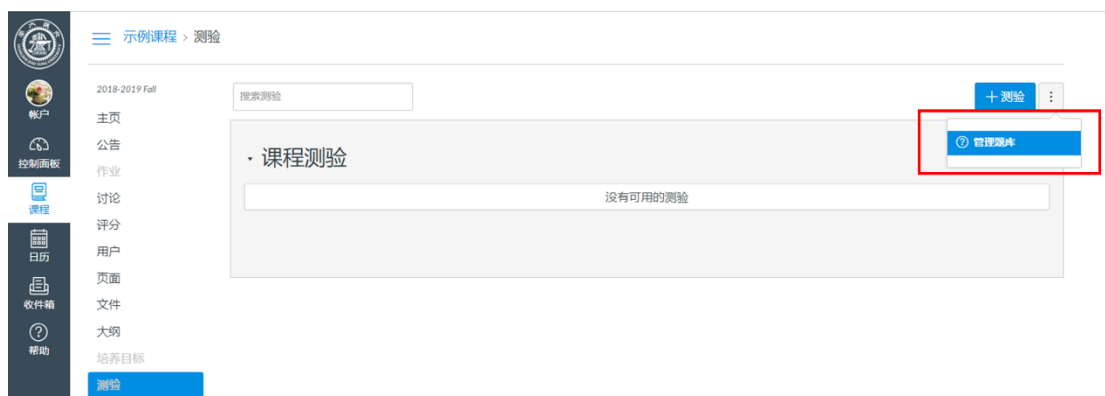 示例课程 › 测验
2018-2019 Fall
主页
公告
作业
讨论
评分
用户
页面
文件
大纲
培养目标
测验
帐户
控制面板
课程
日历
收件箱
帮助
搜索测验
+测验
管理题库
课程测验
没有可用的测验